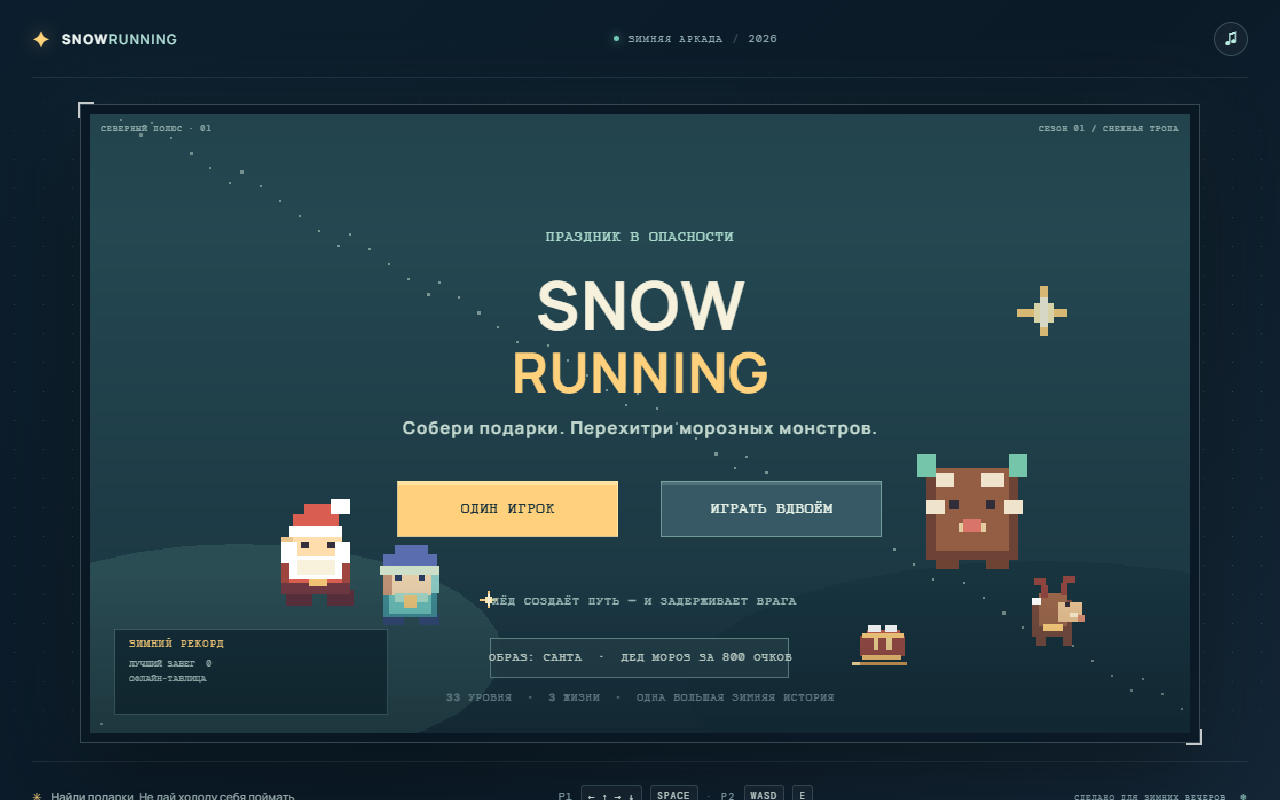 SNOWRUNNING
ЗИМНЯЯ АРКАДА / 2026
СЕВЕРНЫЙ ПОЛЮС · 01
СЕЗОН 01 / СНЕЖНАЯ ТРОПА
ПРАЗДНИК В ОПАСНОСТИ
SNOW
RUNNING
Собери подарки. Перехитри морозных монстров.
ОДИН ИГРОК
ИГРАТЬ ВДВОЁМ
ЛЁД СОЗДАЁТ ПУТЬ — И ЗАДЕРЖИВАЕТ ВРАГА
ЗИМНИЙ РЕКОРД
ЛУЧШИЙ ЗАБЕГ 0
ОФЛАЙН-ТАБЛИЦА
ОБРАЗ: САНТА · ДЕД МОРОЗ ЗА 800 ОЧКОВ
33 УРОВНЯ · 3 ЖИЗНИ · ОДНА БОЛЬШАЯ ЗИМНЯЯ ИСТОРИЯ
Найди подарки. Не дай холоду себя поймать.
P1 ← ↑ → ↓ SPACE · P2 WASD E
СДЕЛАНО ДЛЯ ЗИМНИХ ВЕЧЕРОВ